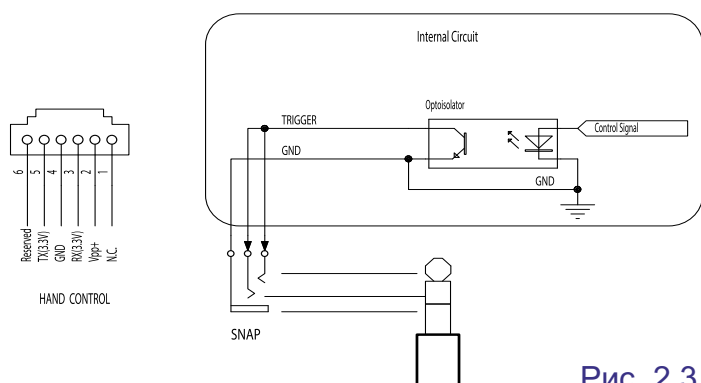 Internal Circuit
Optoisolator
TRIGGER
Control Signal
GND
GND
6
5
4
3
2
1
Reserved
TX(3.3V)
GND
RX(3.3V)
Vpp+
N.C.
HAND CONTROL
SNAP
Рис. 2.3